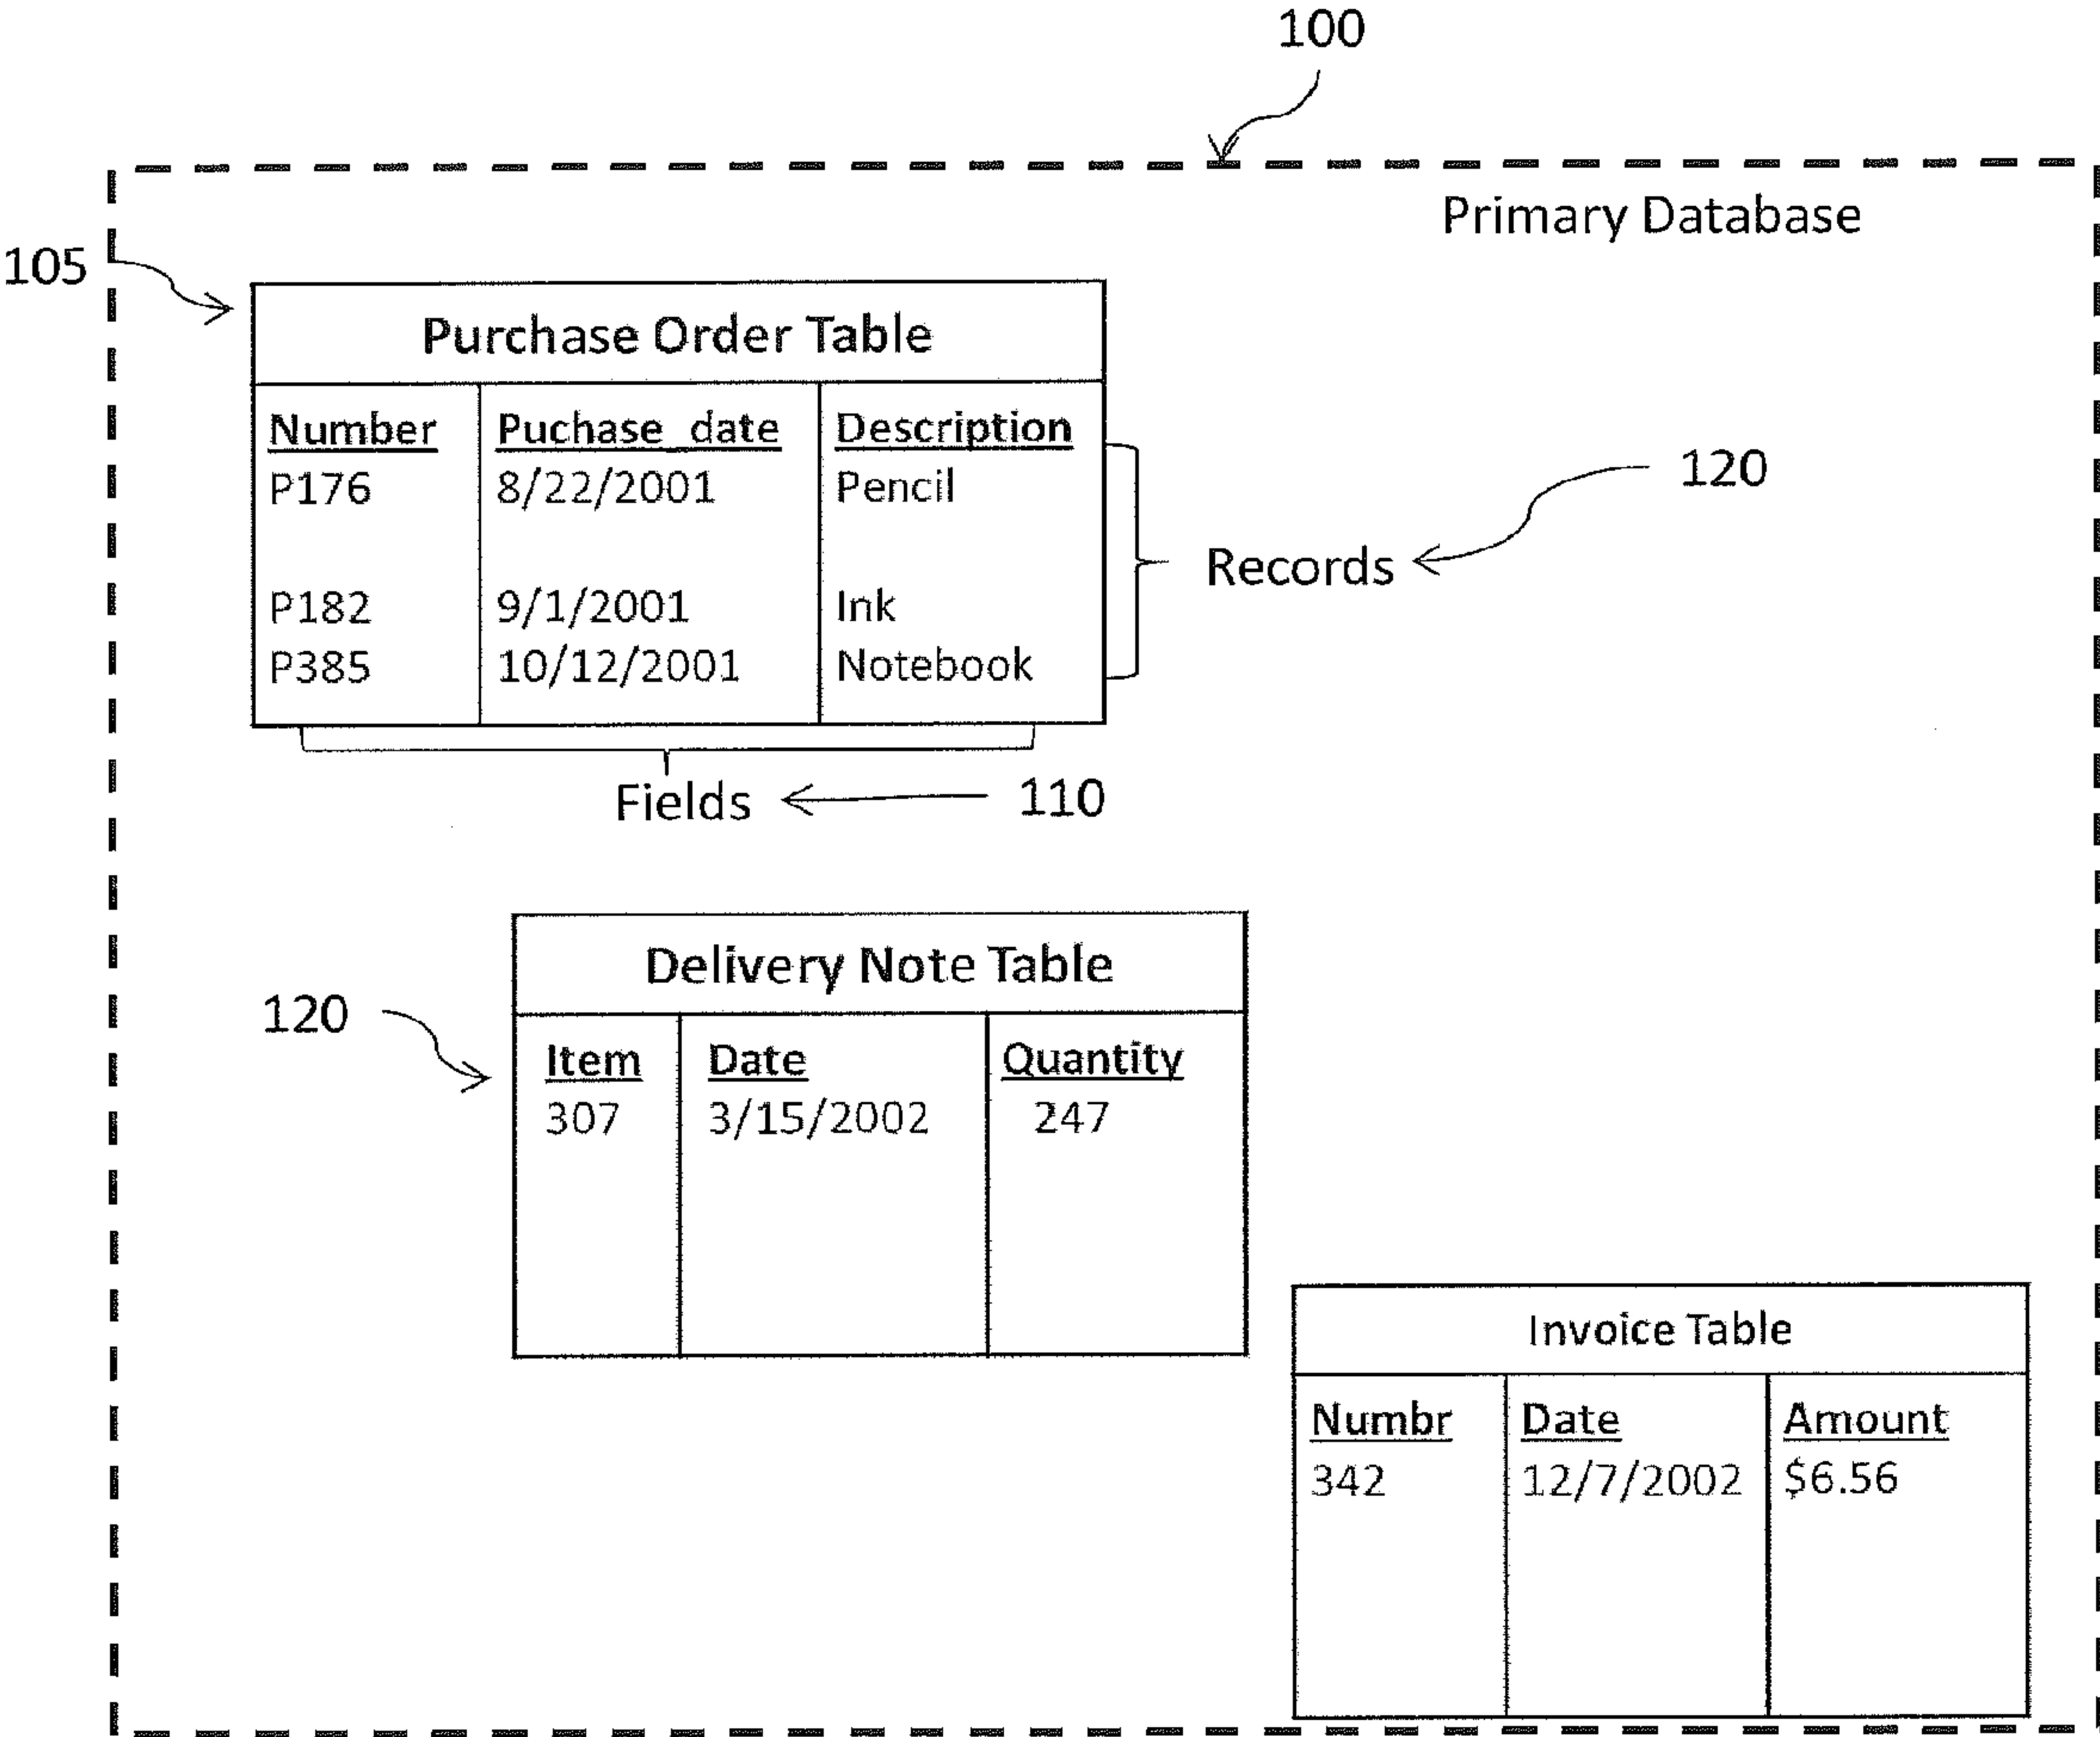 100
Primary Database
105
Purchase Order Table
Number Puchase_date Description
P176 8/22/2001 Pencil
120
Records
P182 9/1/2001 Ink
P385 10/12/2001 Notebook
Fields 110
Delivery Note Table
120
Item Date Quantity
307 3/15/2002 247
Invoice Table
Numbr Date Amount
342 12/7/2002 $6.56